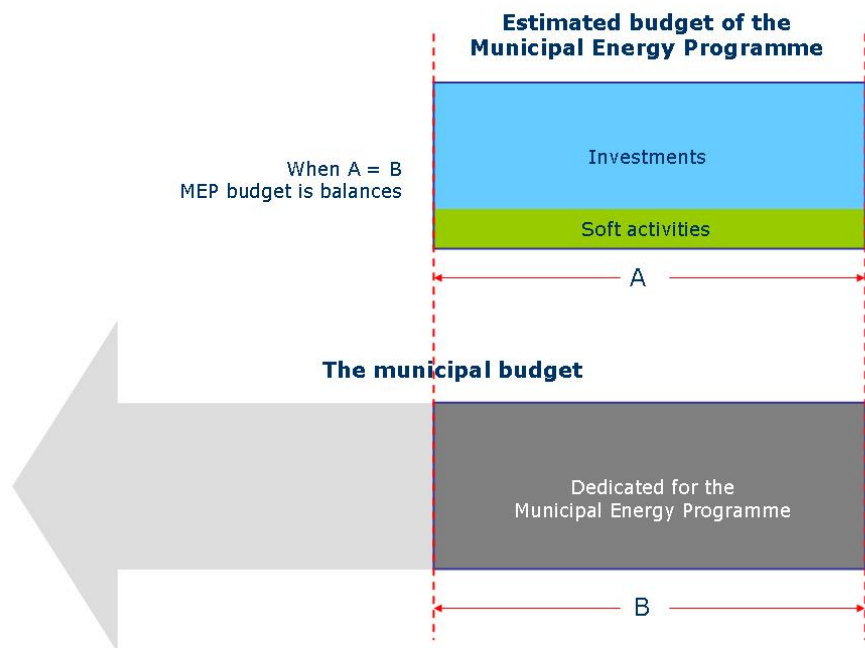 Estimated budget of the
Municipal Energy Programme
When A = B
MEP budget is balances
Investments
Soft activities
A
The municipal budget
Dedicated for the
Municipal Energy Programme
B